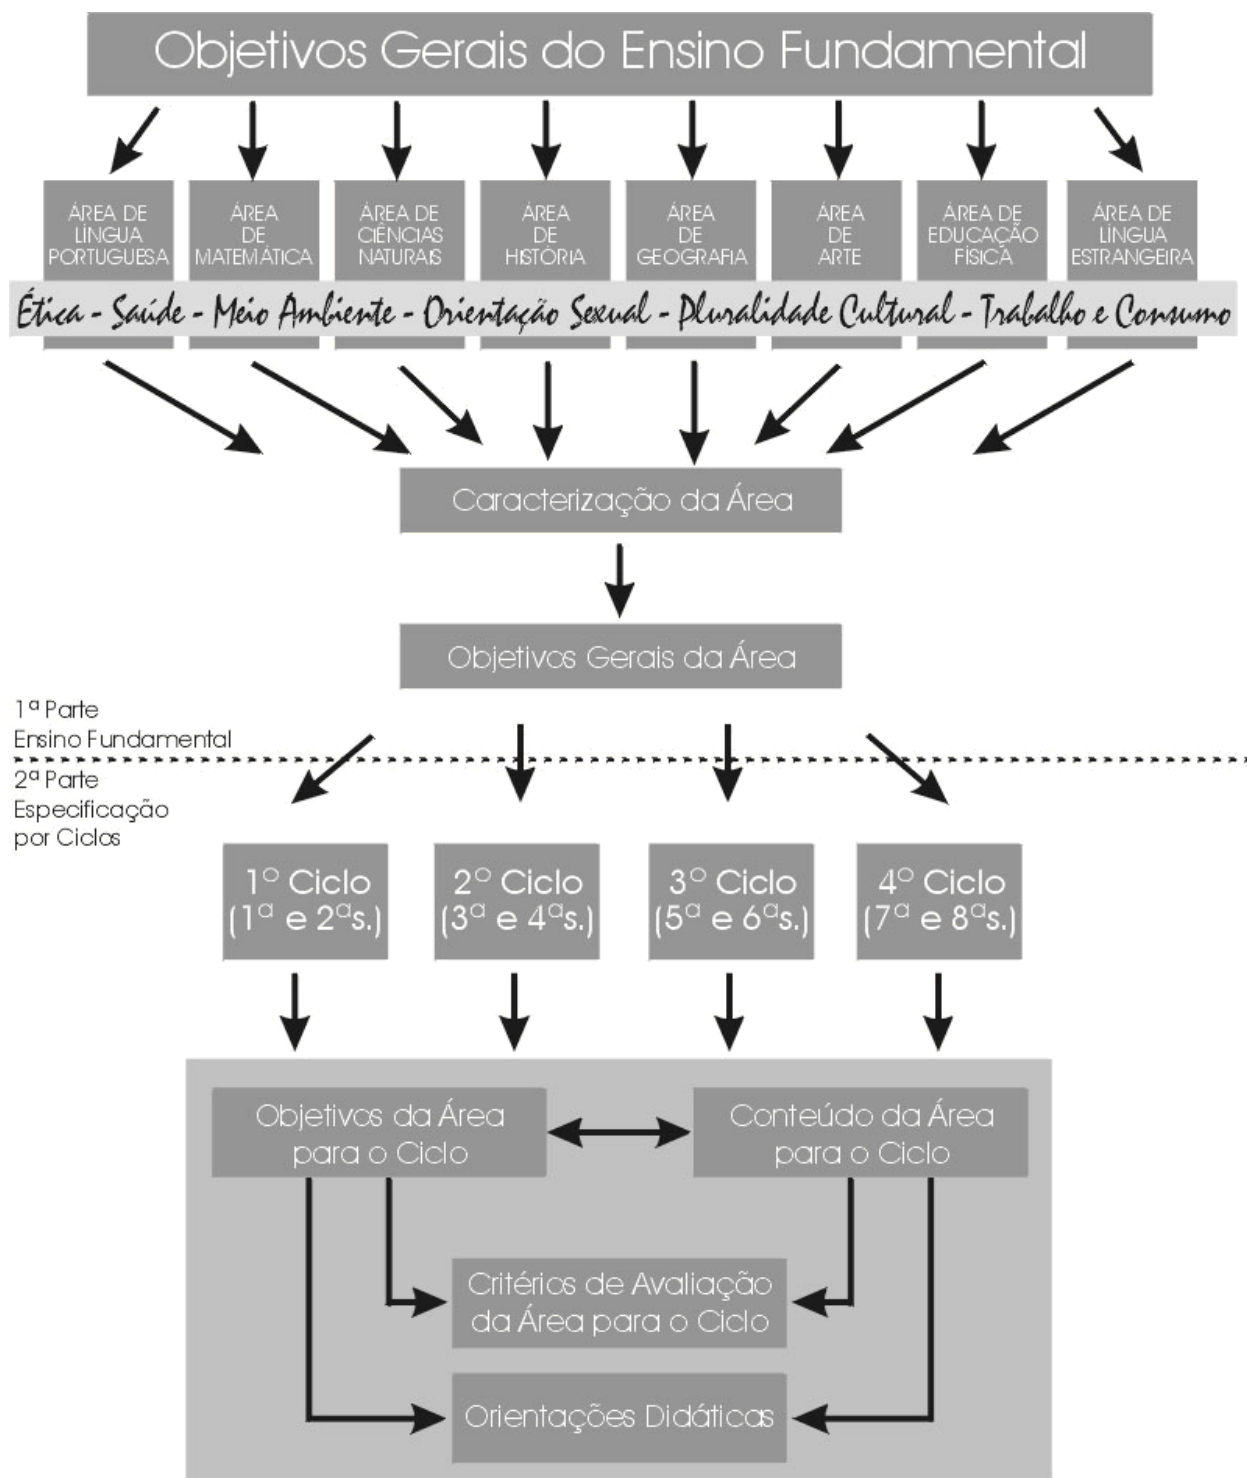 Objetivos Gerais do Ensino Fundamental
ÁREA DE
LÍNGUA
PORTUGUESA
ÁREA
DE
MATEMÁTICA
ÁREA DE
CIÊNCIAS
NATURAIS
ÁREA
DE
HISTÓRIA
ÁREA
DE
GEOGRAFIA
ÁREA
DE
ARTE
ÁREA DE
EDUCAÇÃO
FÍSICA
ÁREA DE
LÍNGUA
ESTRANGEIRA
Ética - Saúde - Meio Ambiente - Orientação Sexual - Pluralidade Cultural - Trabalho e Consumo
Caracterização da Área
Objetivos Gerais da Área
1ª Parte
Ensino Fundamental
2ª Parte
Especificação
por Ciclos
1º Ciclo
(1ª e 2ªs.)
2º Ciclo
(3ª e 4ªs.)
3º Ciclo
(5ª e 6ªs.)
4º Ciclo
(7ª e 8ªs.)
Objetivos da Área
para o Ciclo
Conteúdo da Área
para o Ciclo
Critérios de Avaliação
da Área para o Ciclo
Orientações Didáticas